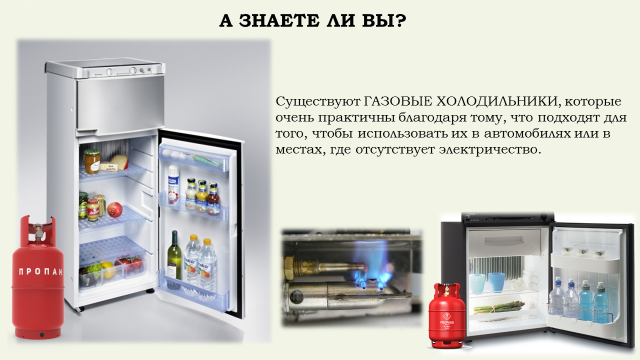 А ЗНАЕТЕ ЛИ ВЫ?
Существуют ГАЗОВЫЕ ХОЛОДИЛЬНИКИ, которые
очень практичны благодаря тому, что подходят для
того, чтобы использовать их в автомобилях или в
местах, где отсутствует электричество.
ПРОПАН